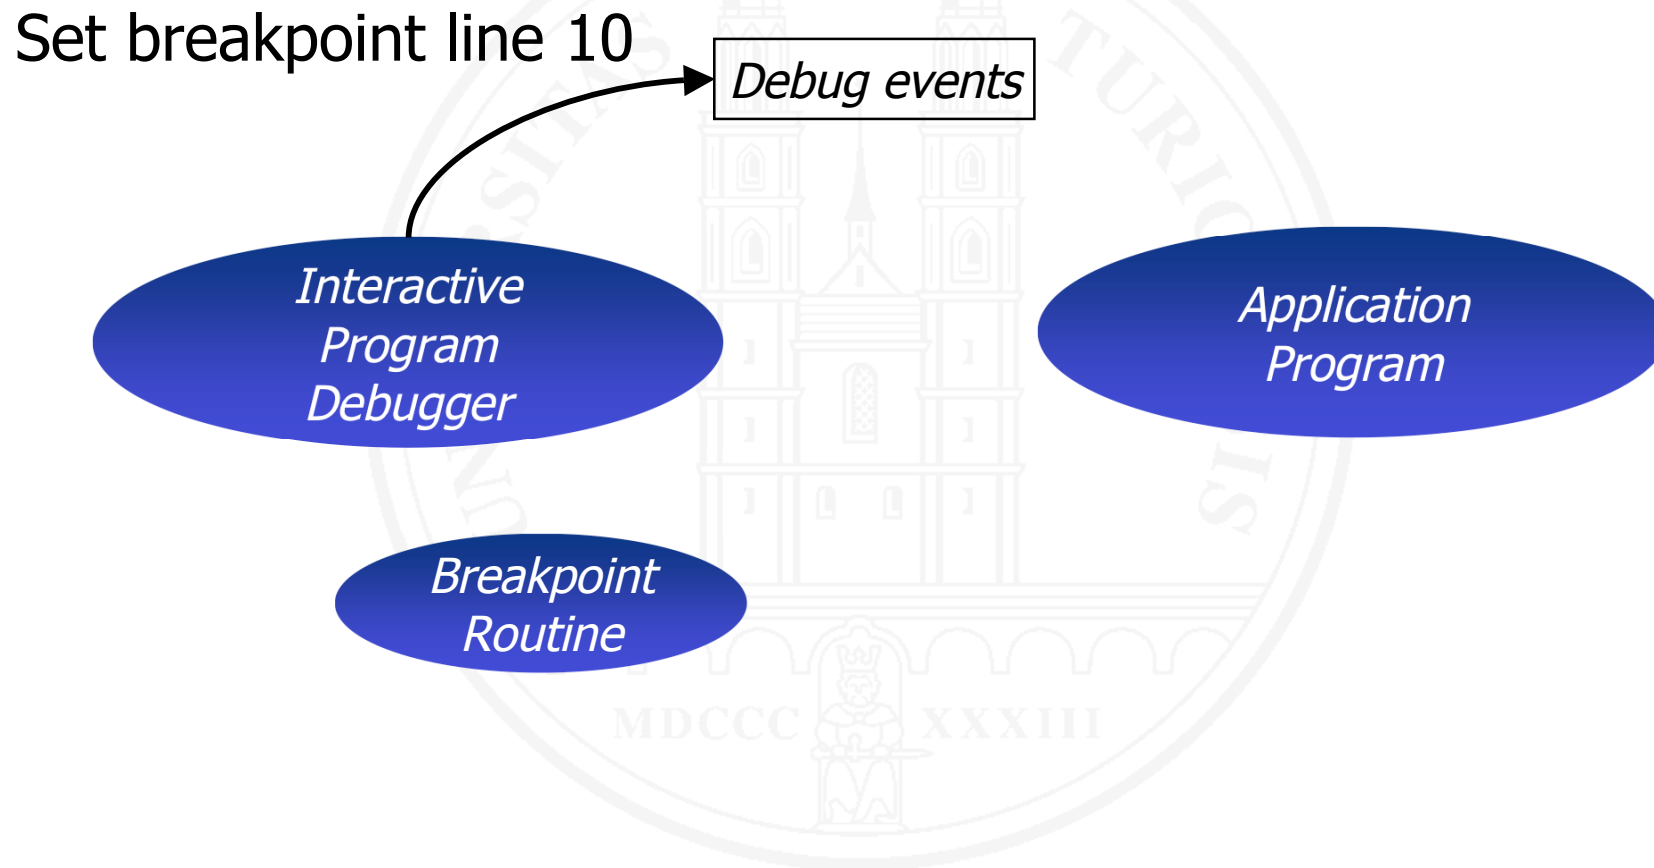 Set breakpoint line 10
Debug events
Interactive
Program
Debugger
Application
Program
Breakpoint
Routine
MDCCC XXXIII